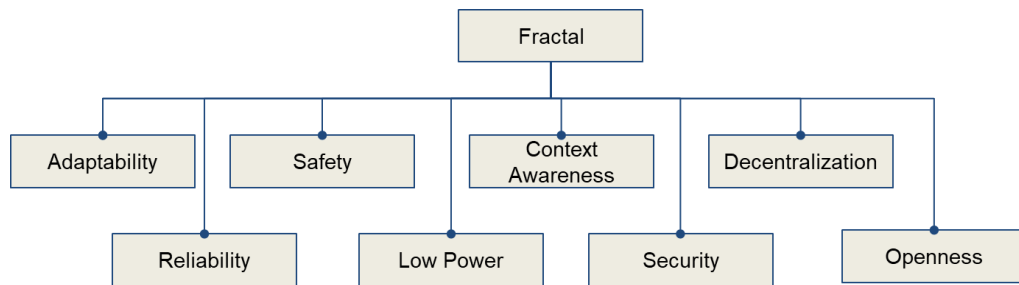 Fractal
Adaptability
Safety
Context
Awareness
Decentralization
Reliability
Low Power
Security
Openness